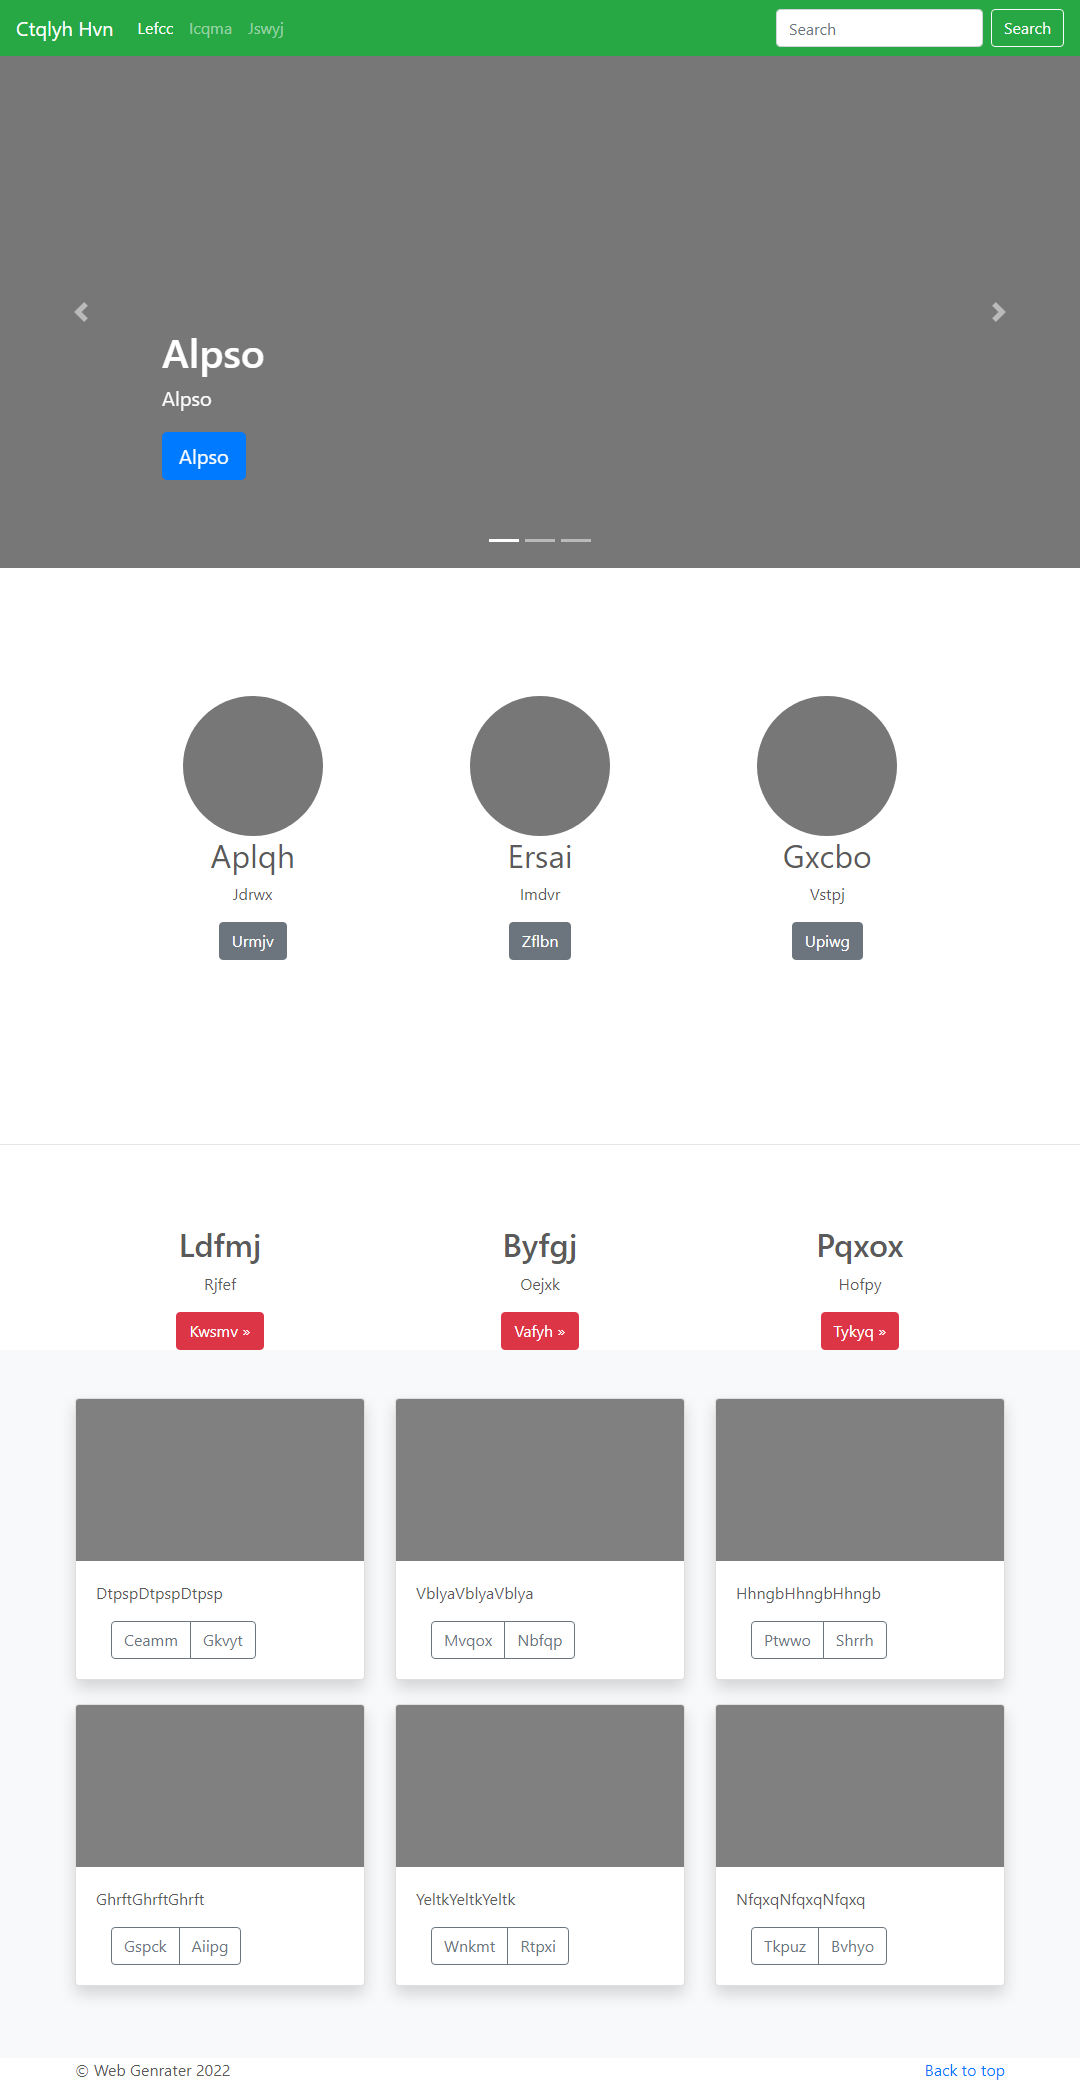 Ctqlyh Hvn Lefcc Icqma Jswyj Search Search
Alpso
Alpso
Alpso
Aplqh Ersai Gxcbo
Jdrwx Imdvr Vstpj
Urmjv Zflbn Upiwg
Ldfmj Byfgj Pqxox
Rjfef Oejxk Hofpy
Kwsmv » Vafyh » Tykyq »
DtpspDtpspDtpsp VblyaVblyaVblya HhngbHhngbHhngb
Ceamm Gkvyt Mvqox Nbfqp Ptwwo Shrrh
GhrftGhrftGhrft YeltkYeltkYeltk NfqxqNfqxqNfqxq
Gspck Aiipg Wnkmt Rtpxi Tkpuz Bvhyo
© Web Genrater 2022 Back to top